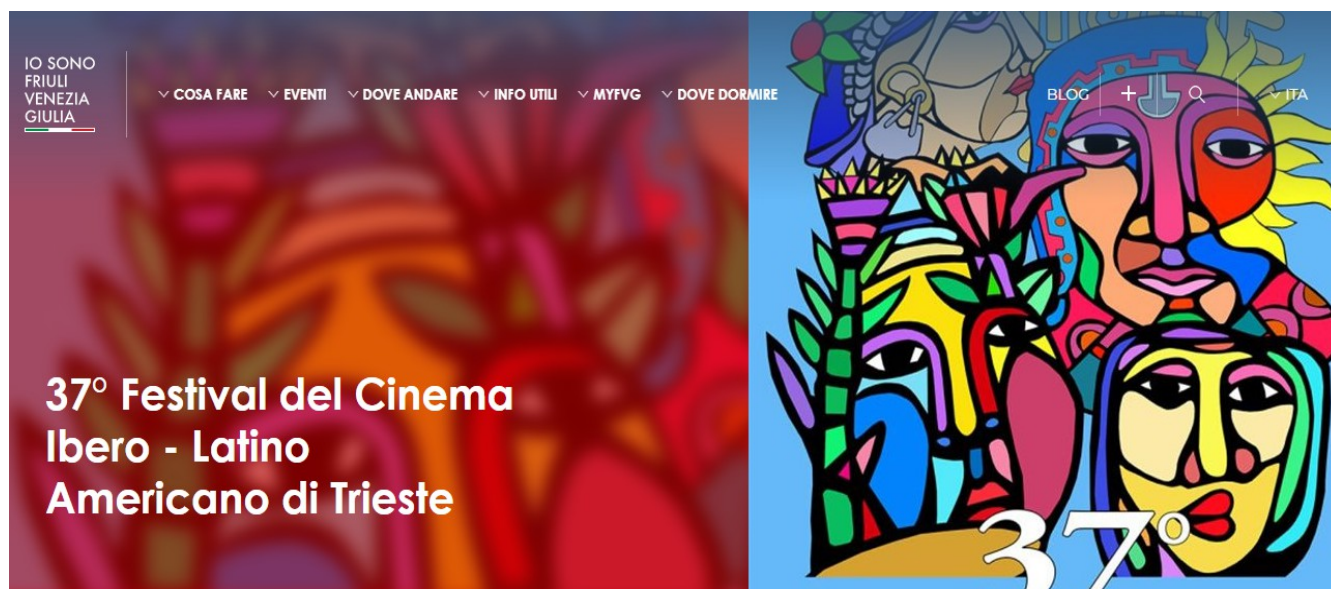 IO SONO
FRIULI
VENEZIA
GIULIA
COSA FARE
EVENTI
DOVE ANDARE
INFO UTILI
MYFVG
DOVE DORMIRE
BLOG
ITA
37° Festival del Cinema
Ibero - Latino
Americano di Trieste
37°